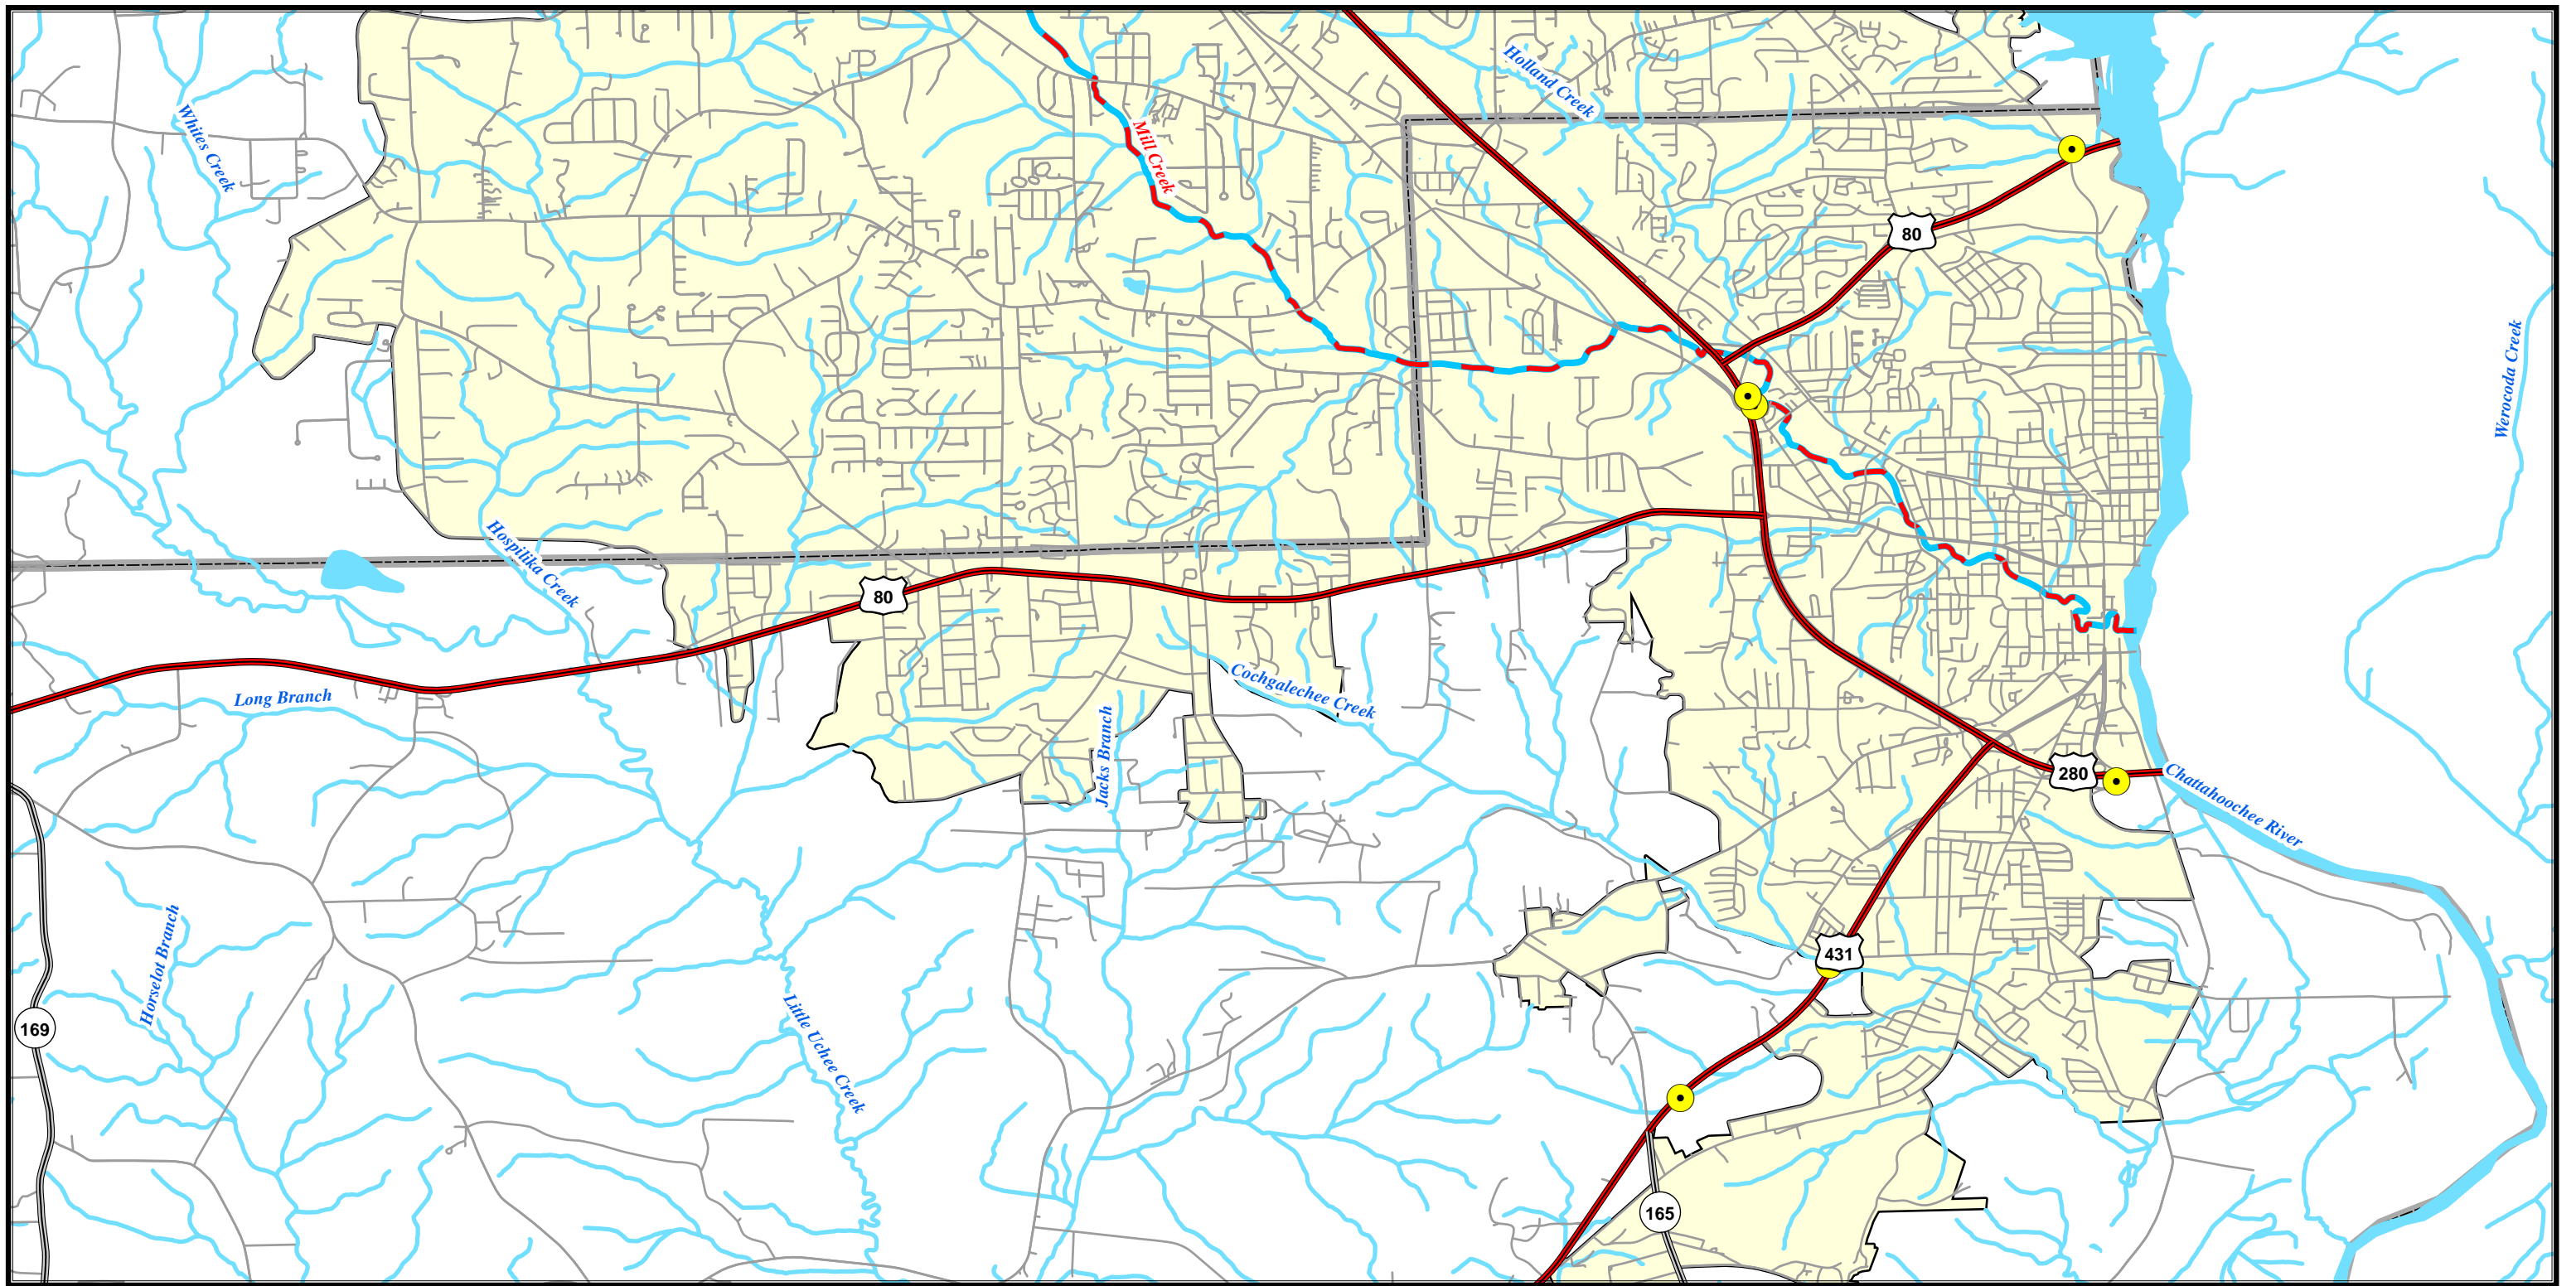 Holland Creek
Whites Creek
Mill Creek
80
Werocoda Creek
Hospilika Creek
80
Long Branch
Cochgalechee Creek
Jacks Branch
280
Chattahoochee River
Horselot Branch
431
169
Little Uchee Creek
165